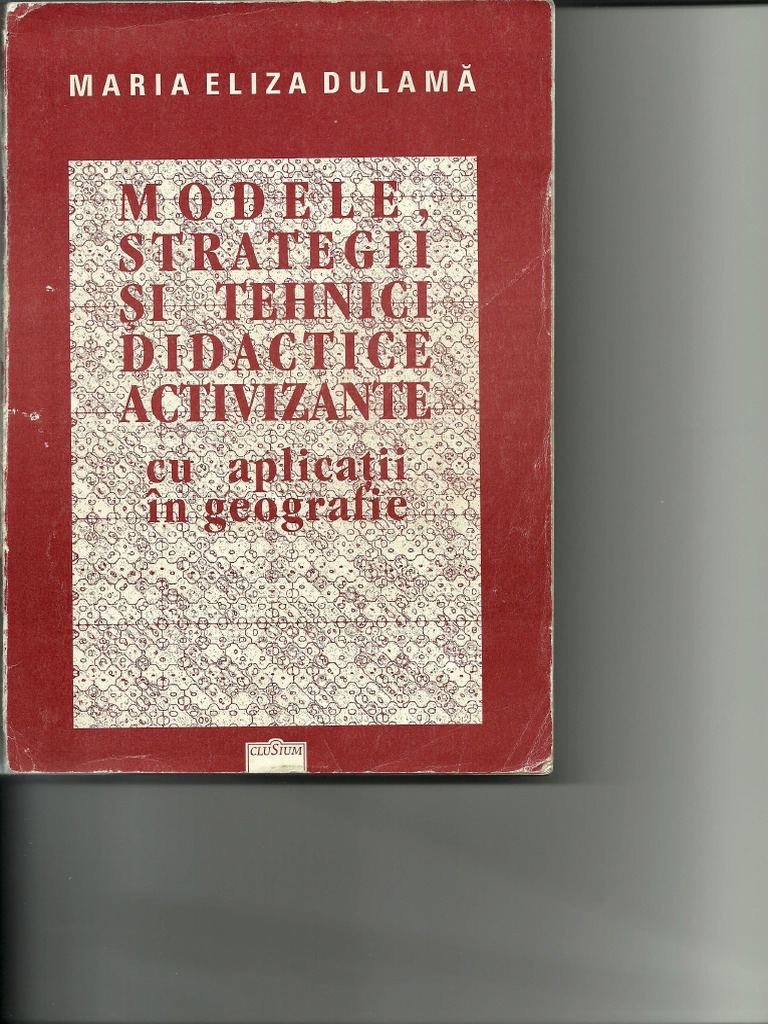 MARIA ELIZA DULAMĂ
MODELE,
STRATEGII
ŞI TEHNICI
DIDACTICE
ACTIVIZANTE
cu aplicaţii
în geografie
CLUSIUM